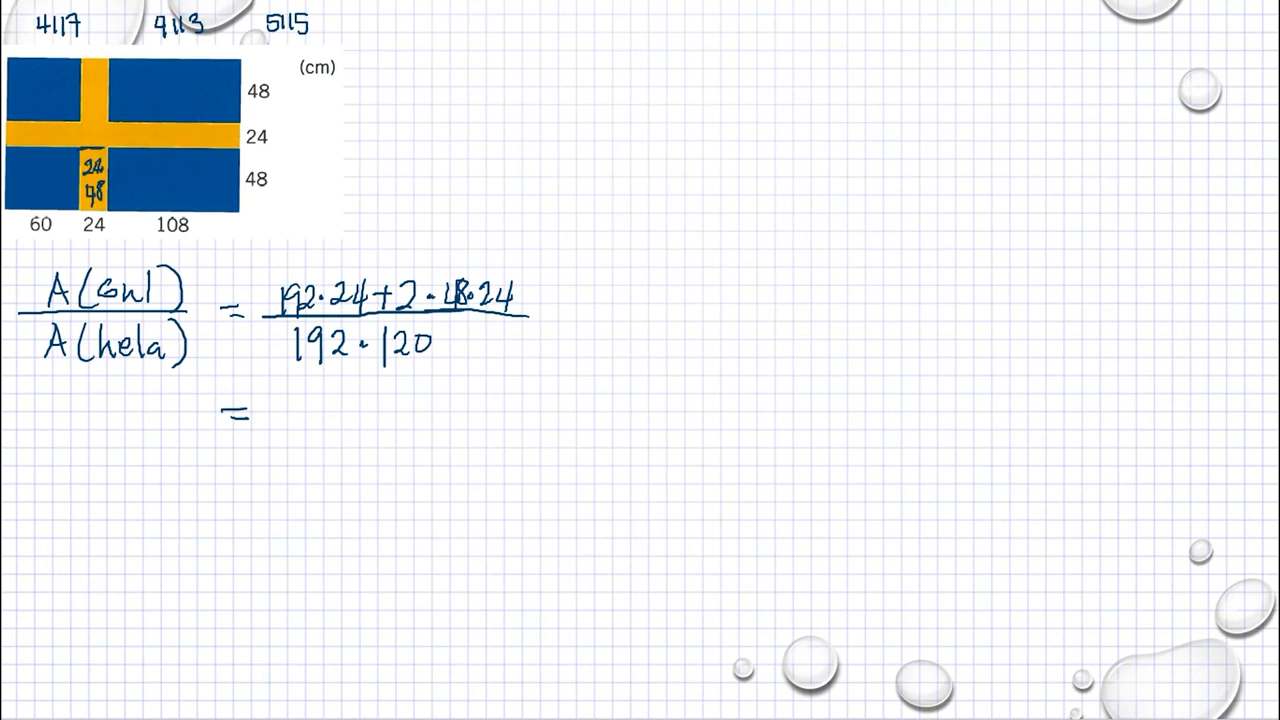 4117 4113 5115
(cm)
48
24
24
48
48
60 24 108
A(gul) = 192·24+2·48·24
A(hela) 192·120
=